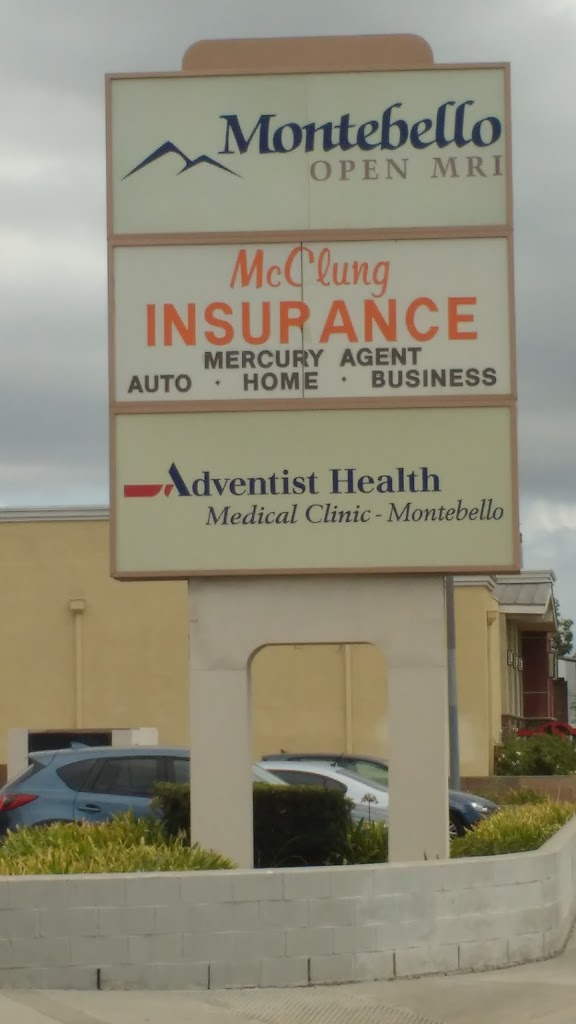 Montebello
OPEN MRI
McClung
INSURANCE
MERCURY AGENT
AUTO · HOME · BUSINESS
Adventist Health
Medical Clinic - Montebello